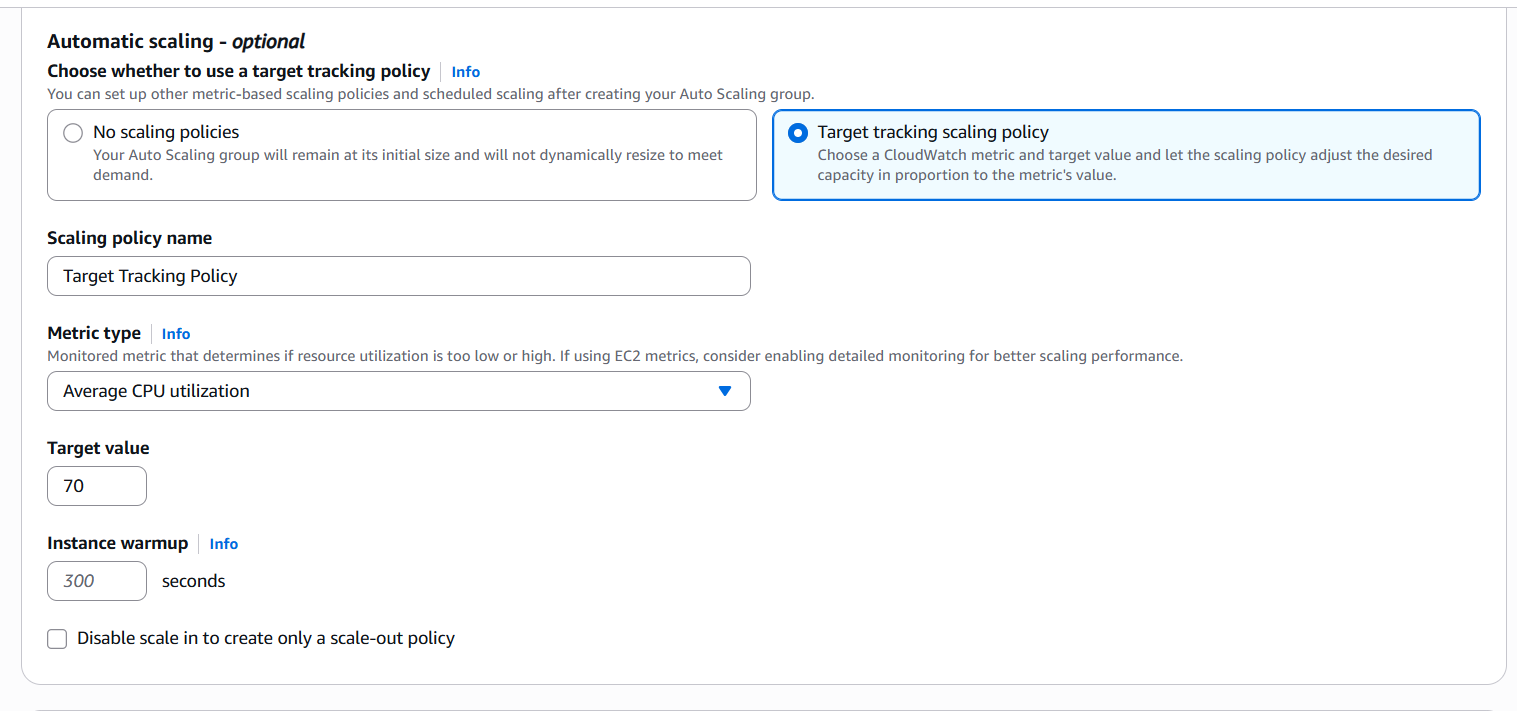 Automatic scaling - optional
Choose whether to use a target tracking policy Info
You can set up other metric-based scaling policies and scheduled scaling after creating your Auto Scaling group.
No scaling policies
Your Auto Scaling group will remain at its initial size and will not dynamically resize to meet
demand.
Target tracking scaling policy
Choose a CloudWatch metric and target value and let the scaling policy adjust the desired
capacity in proportion to the metric's value.
Scaling policy name
Target Tracking Policy
Metric type Info
Monitored metric that determines if resource utilization is too low or high. If using EC2 metrics, consider enabling detailed monitoring for better scaling performance.
Average CPU utilization
Target value
70
Instance warmup Info
300 seconds
Disable scale in to create only a scale-out policy